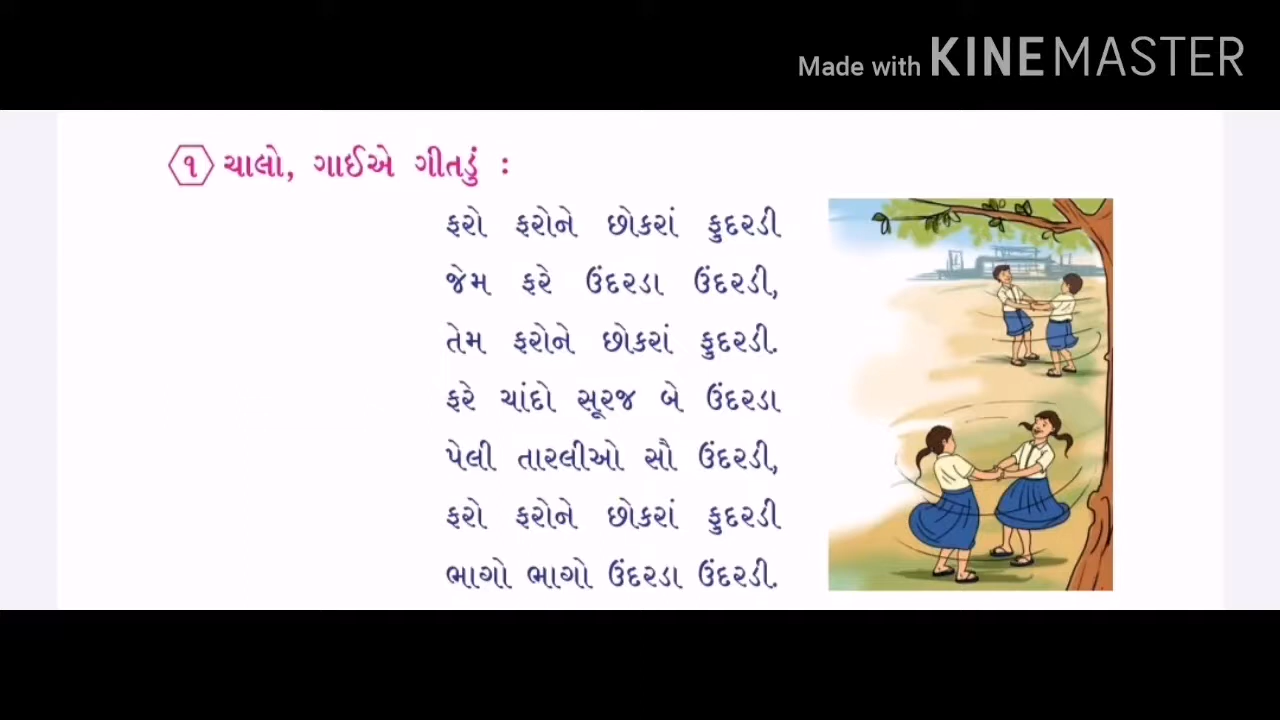 Made with KINEMASTER
૧ ચાલો, ગાઈએ ગીતડું :
ફરો ફરોને છોકરાં ફુદરડી
જેમ ફરે ઉંદરડા ઉંદરડી,
તેમ ફરોને છોકરાં ફુદરડી.
ફરે ચાંદો સૂરજ બે ઉંદરડા
પેલી તારલીઓ સૌ ઉંદરડી,
ફરો ફરોને છોકરાં ફુદરડી
ભાગો ભાગો ઉંદરડા ઉંદરડી.